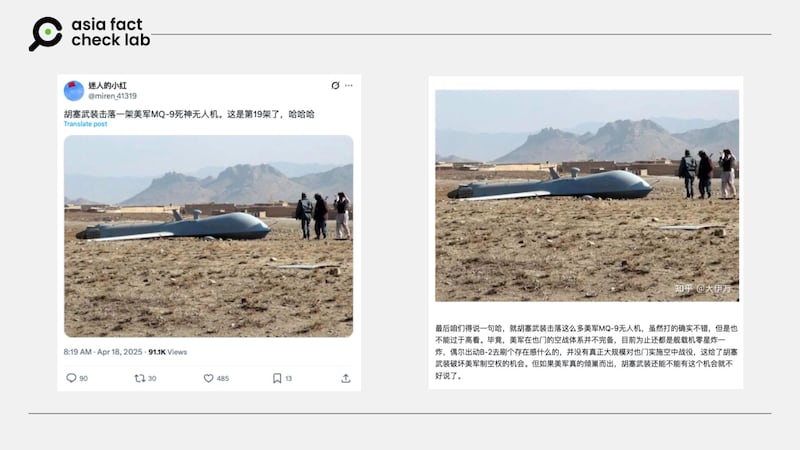 asia fact
check lab
迷人的小紅
@miren_41319
胡塞武装击落一架美军MQ-9死神无人机。这是第19架了，哈哈哈
Translate post
8:19 AM · Apr 18, 2025 · 91.1K Views
90
30
485
13
知乎 @大伊万
最后咱们得说一句哈，就胡塞武装击落这么多美军MQ-9无人机，虽然打的确实不错，但是也
不能过于高看。毕竟，美军在也门的空战体系并不完备，目前为止还都是舰载机零星炸一
炸，偶尔出动B-2去刷个存在感什么的，并没有真正大规模对也门实施空中战役，这给了胡塞
武装破坏美军制空权的机会。但如果美军真的倾巢而出，胡塞武装还能不能有这个机会就不
好说了。